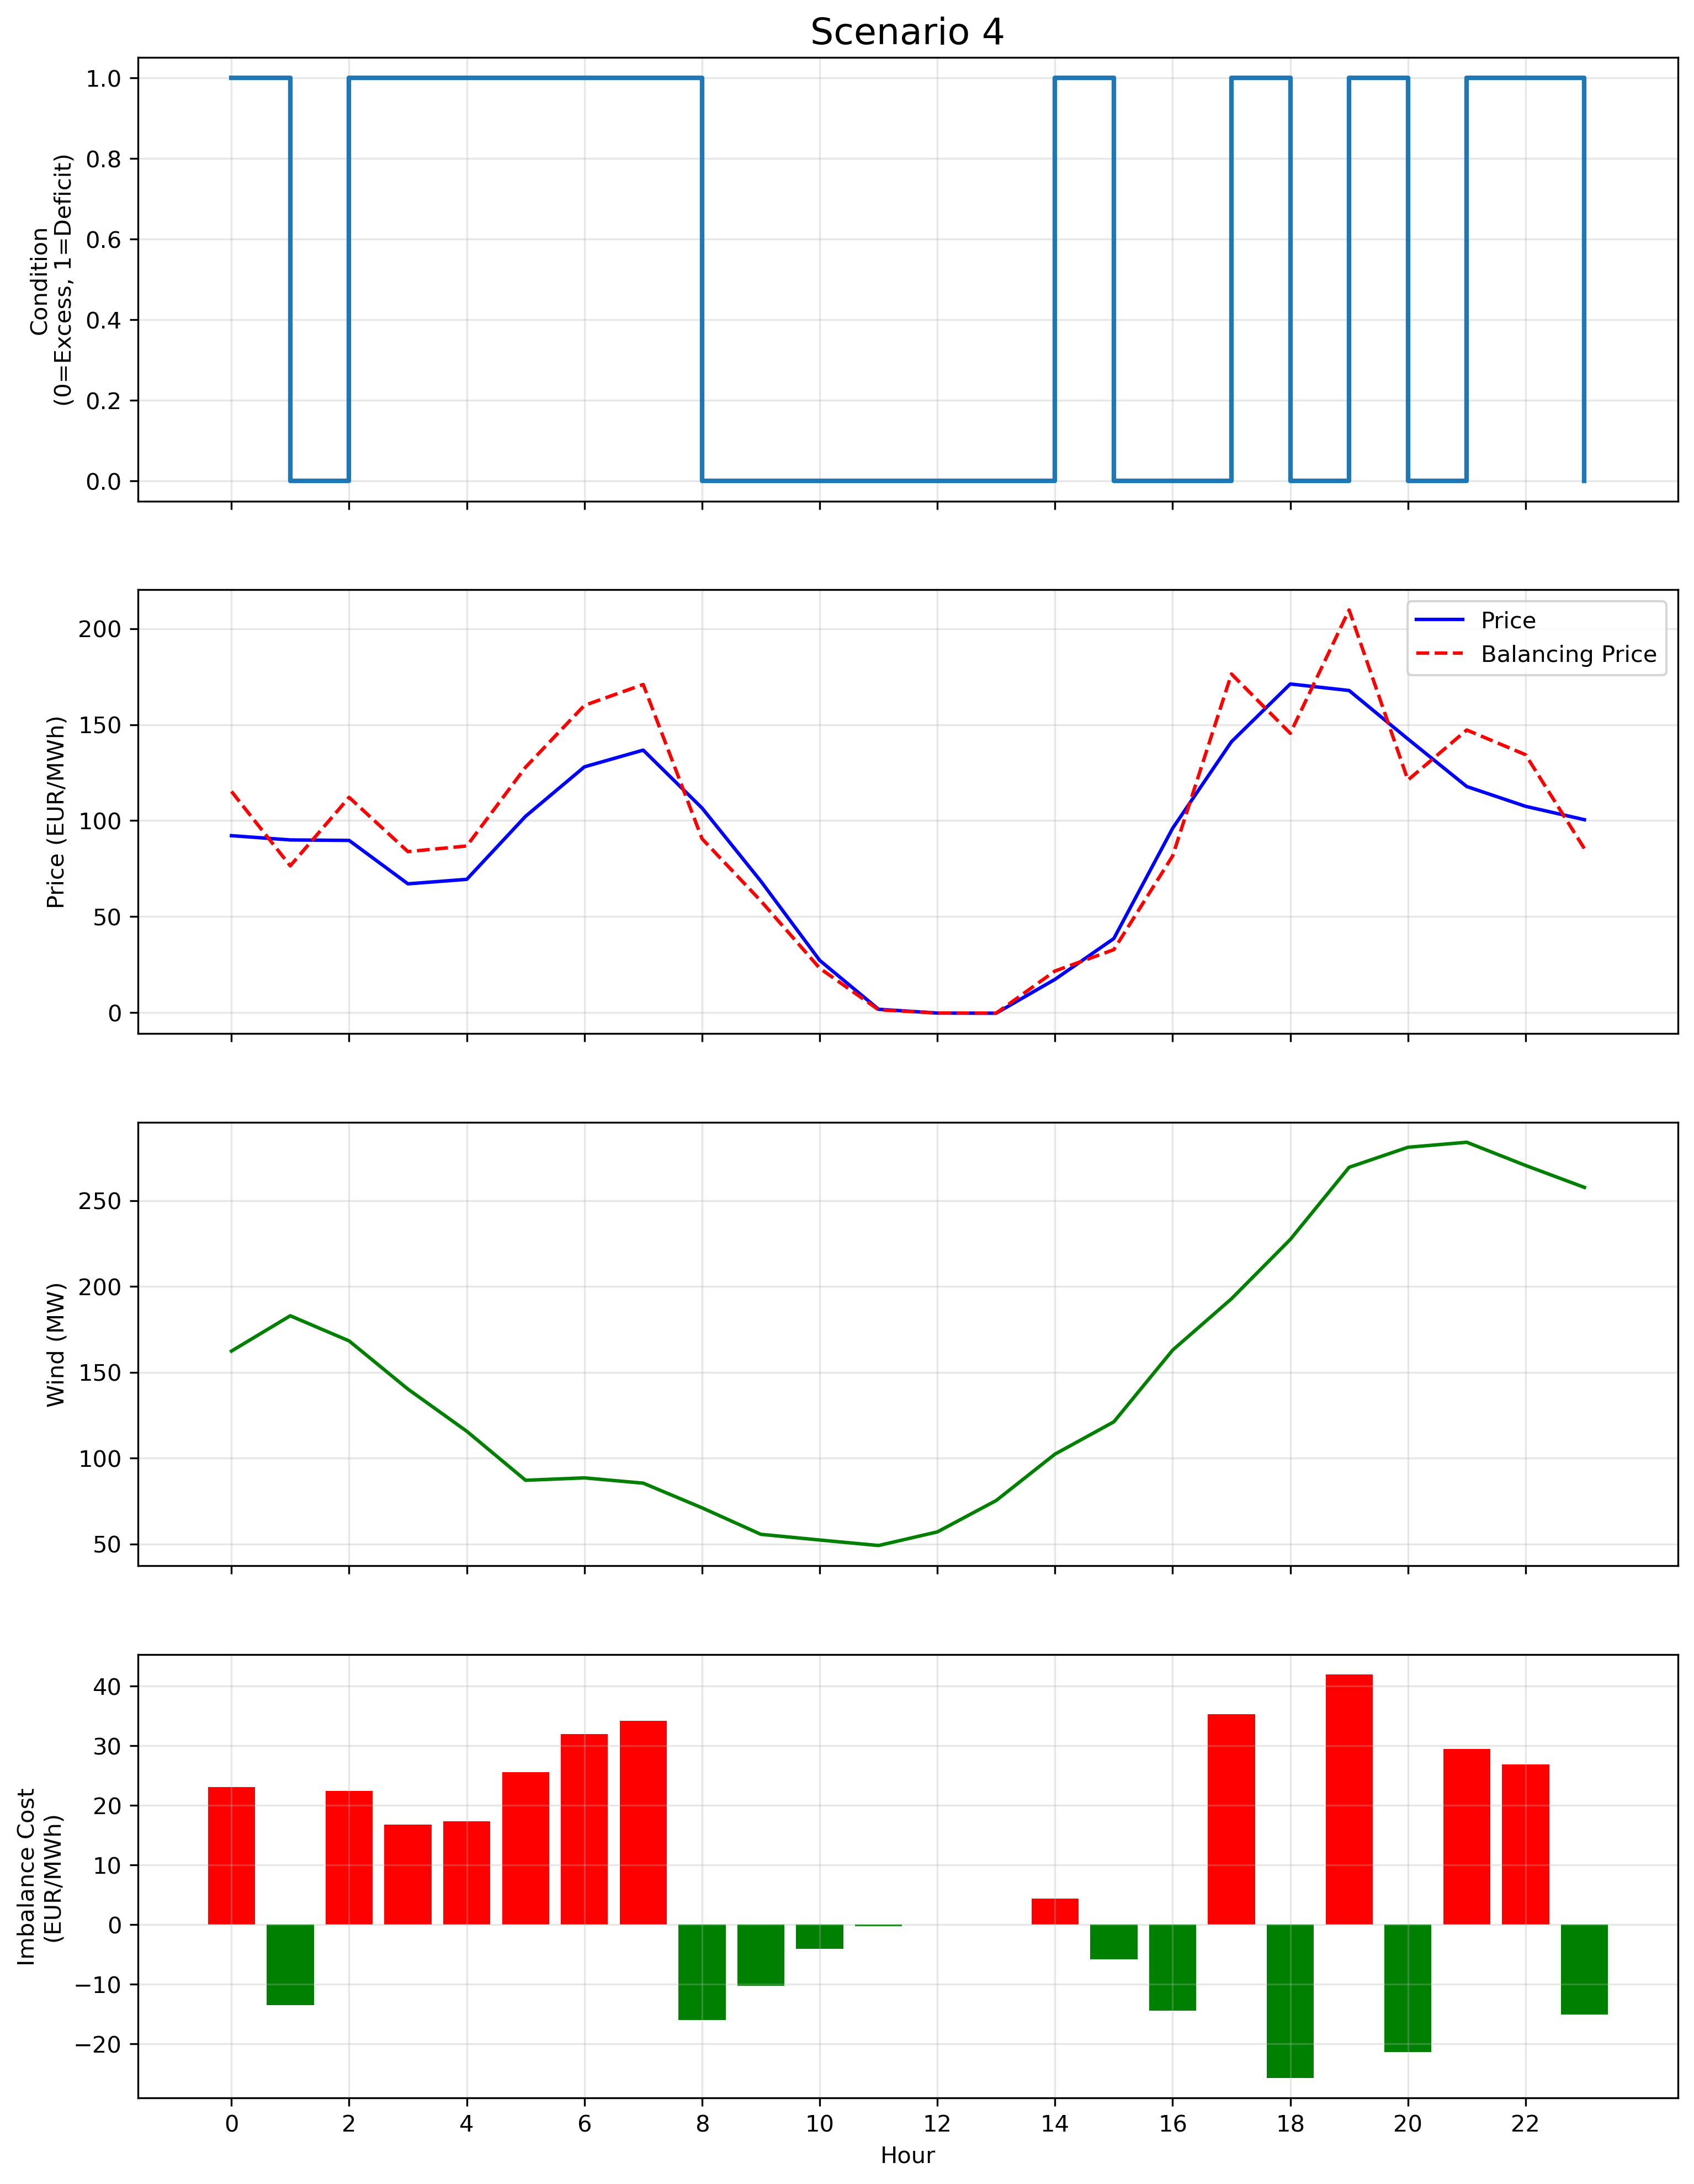 Scenario 4
Condition
(0=Excess, 1=Deficit)
1.0
0.8
0.6
0.4
0.2
0.0
Price (EUR/MWh)
200
150
100
50
0
Price
Balancing Price
Wind (MW)
250
200
150
100
50
Imbalance Cost
(EUR/MWh)
40
30
20
10
0
−10
−20
0 2 4 6 8 10 12 14 16 18 20 22
Hour